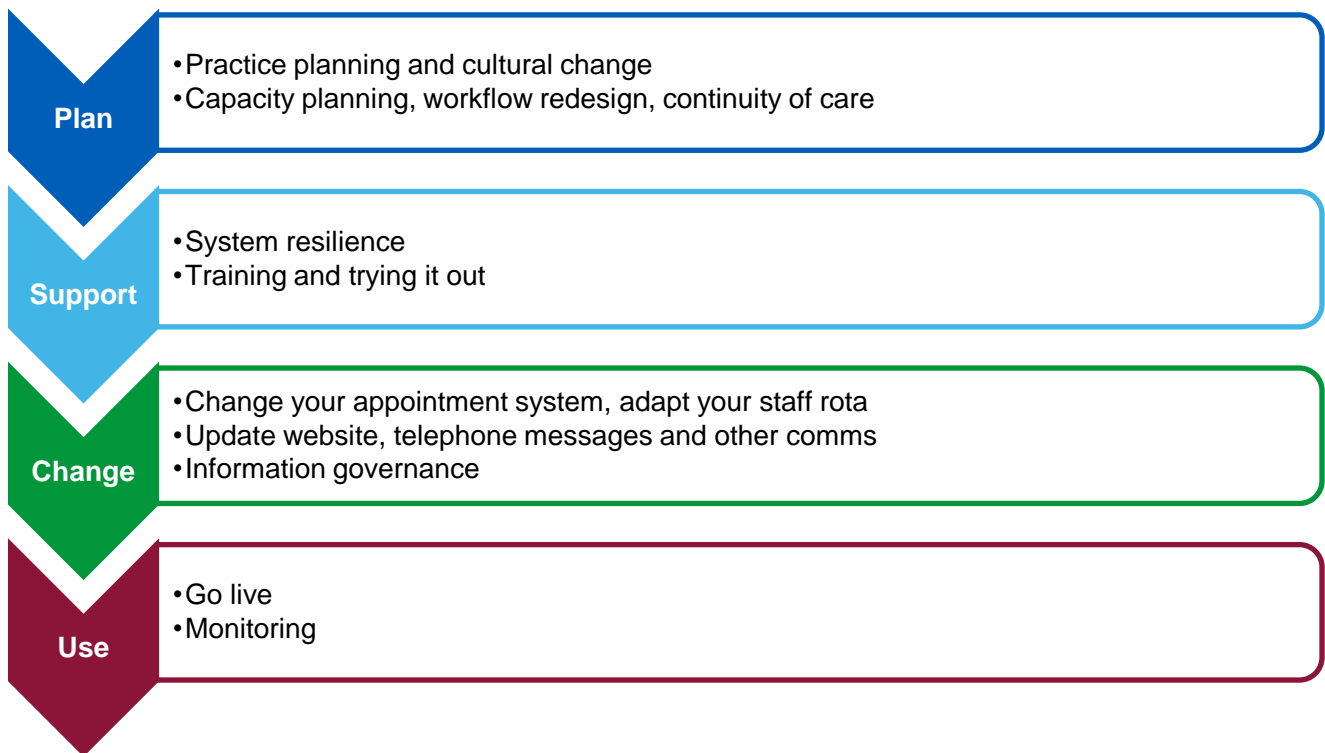 Plan
•Practice planning and cultural change
•Capacity planning, workflow redesign, continuity of care
Support
•System resilience
•Training and trying it out
Change
•Change your appointment system, adapt your staff rota
•Update website, telephone messages and other comms
•Information governance
Use
•Go live
•Monitoring